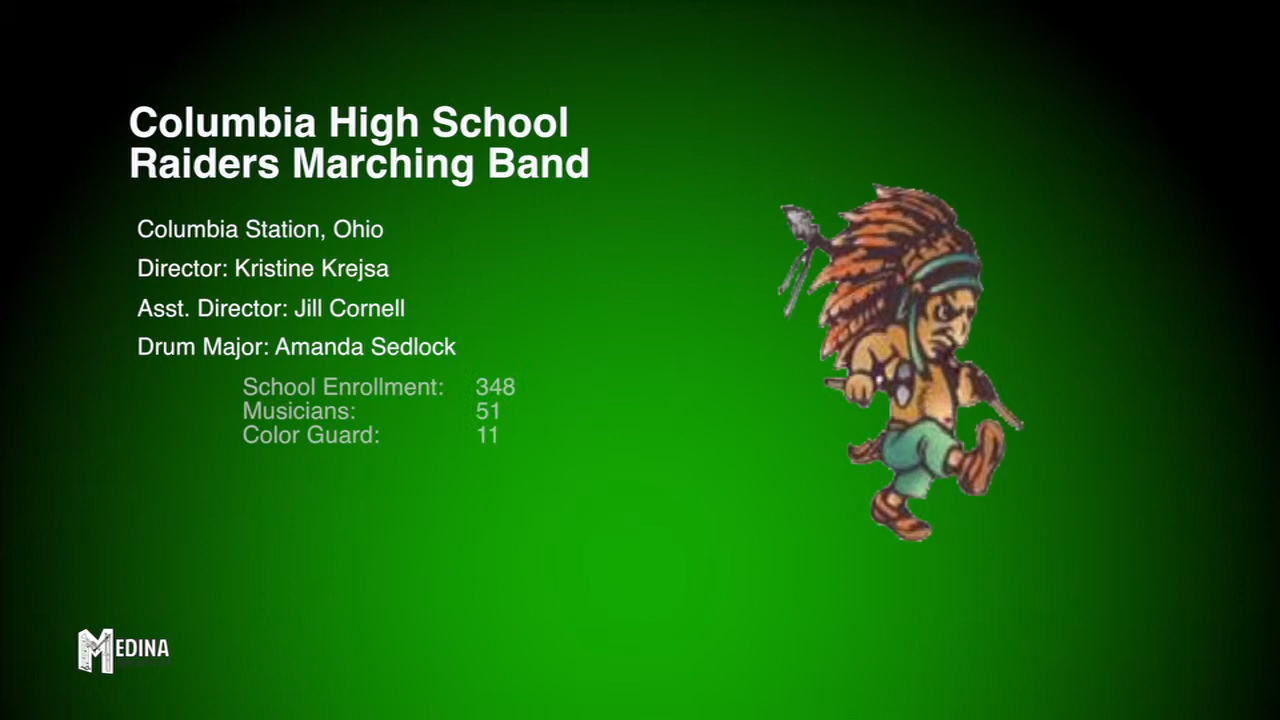 Columbia High School
Raiders Marching Band
Columbia Station, Ohio
Director: Kristine Krejsa
Asst. Director: Jill Cornell
Drum Major: Amanda Sedlock
School Enrollment: 348
Musicians: 51
Color Guard: 11
MEDINA